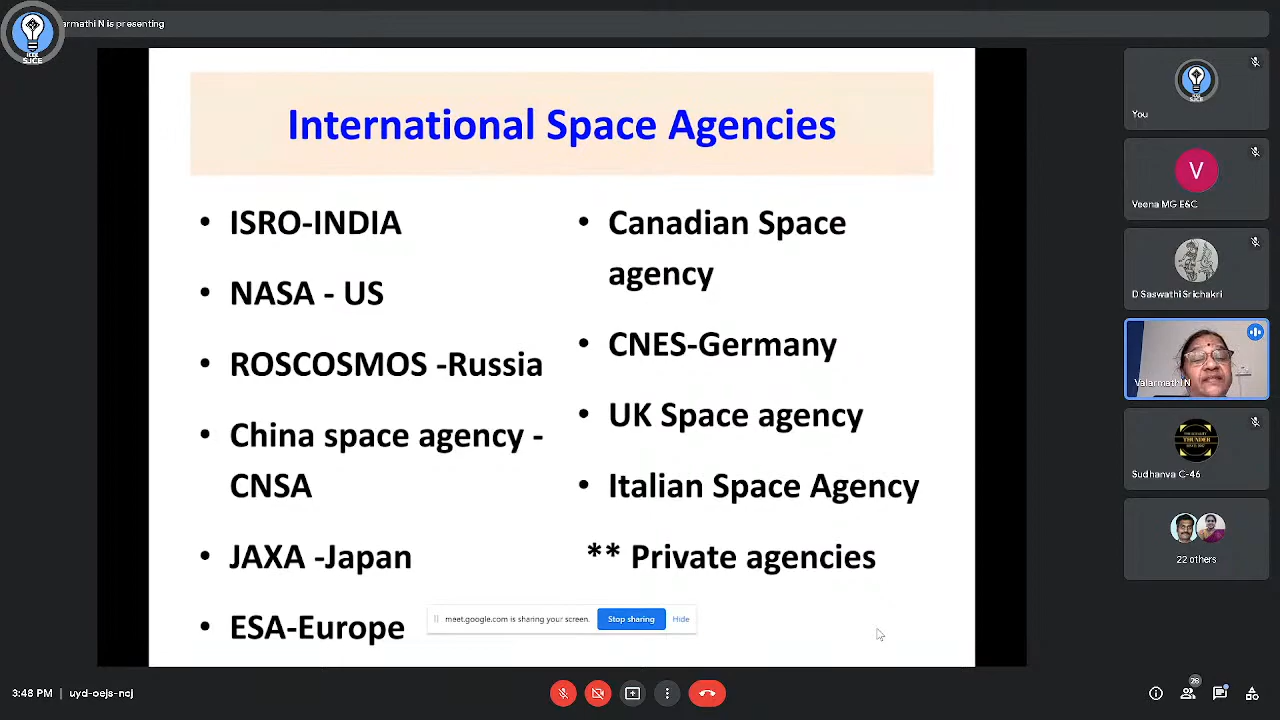 armathi N is presenting
IETE
SJCE
International Space Agencies
• ISRO-INDIA
• NASA - US
• ROSCOSMOS -Russia
• China space agency -
CNSA
• JAXA -Japan
• ESA-Europe
• Canadian Space
agency
• CNES-Germany
• UK Space agency
• Italian Space Agency
** Private agencies
meet.google.com is sharing your screen.
Stop sharing
Hide
You
V
Veena MG E&C
D Saswathi Srichakri
Valarmathi N
THUNDER
Sudhanva C-46
22 others
3:48 PM | uyd-oejs-ncj